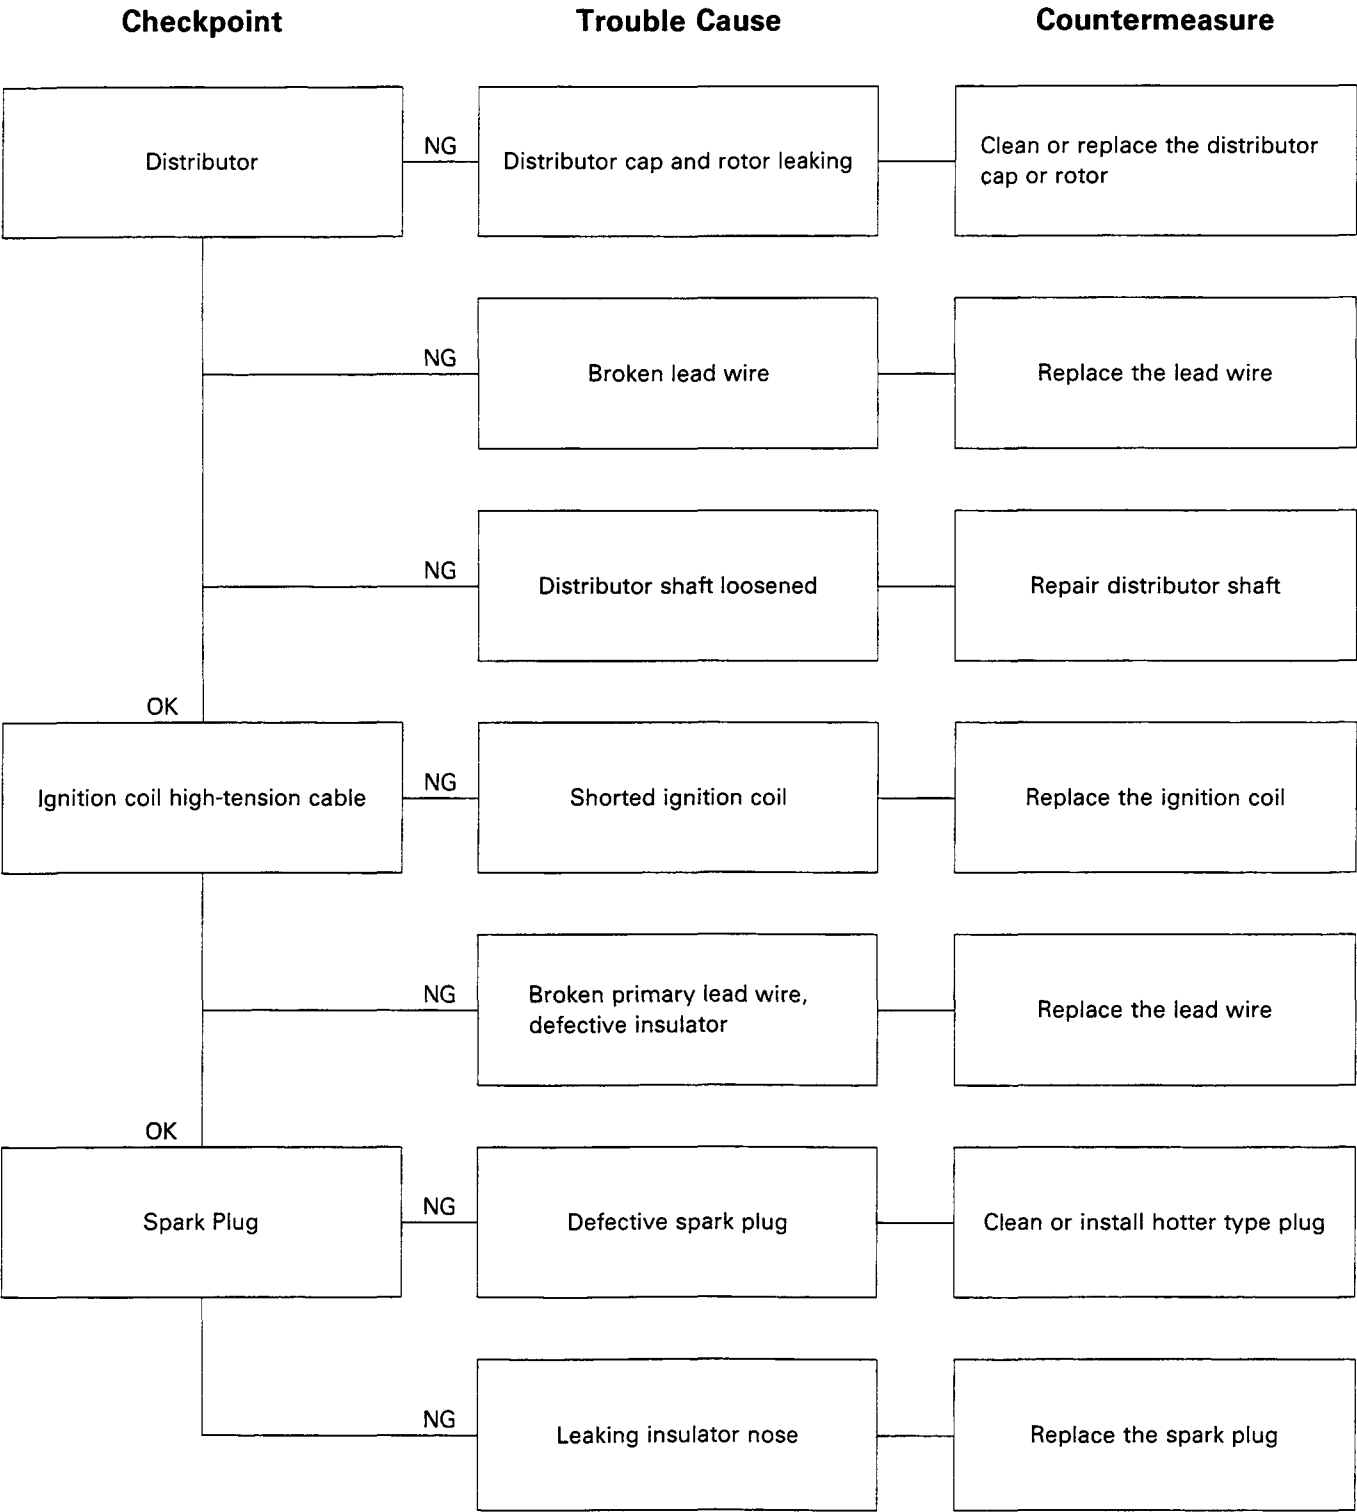 Checkpoint
Trouble Cause
Countermeasure
Distributor
NG
Distributor cap and rotor leaking
Clean or replace the distributor
cap or rotor
NG
Broken lead wire
Replace the lead wire
NG
Distributor shaft loosened
Repair distributor shaft
OK
Ignition coil high-tension cable
NG
Shorted ignition coil
Replace the ignition coil
NG
Broken primary lead wire,
defective insulator
Replace the lead wire
OK
Spark Plug
NG
Defective spark plug
Clean or install hotter type plug
NG
Leaking insulator nose
Replace the spark plug